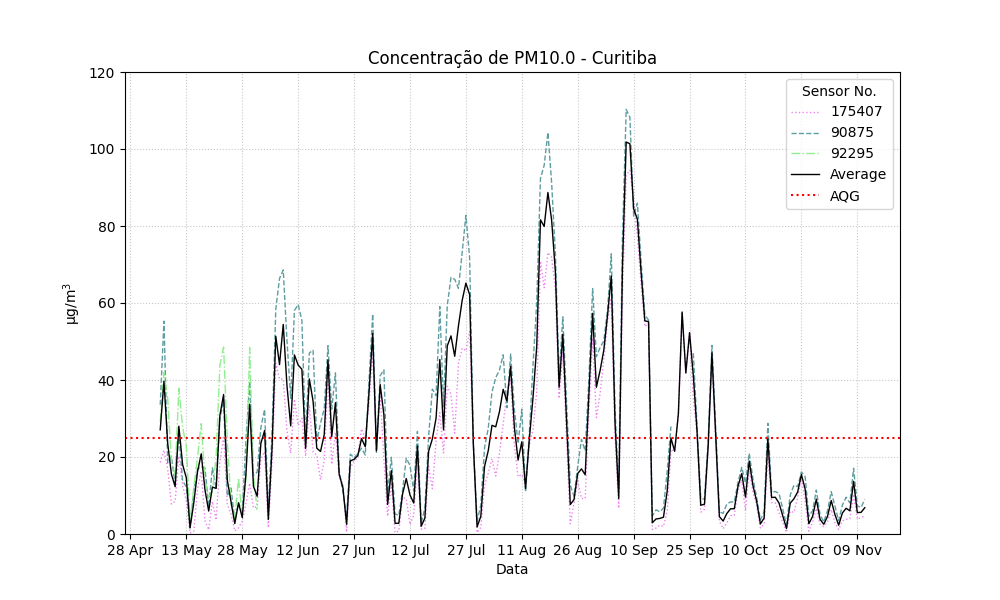 Concentração de PM10.0 - Curitiba
120
100
80
60
40
20
0
µg/m³
Sensor No.
175407
90875
92295
Average
AQG
28 Apr 13 May 28 May 12 Jun 27 Jun 12 Jul 27 Jul 11 Aug 26 Aug 10 Sep 25 Sep 10 Oct 25 Oct 09 Nov
Data